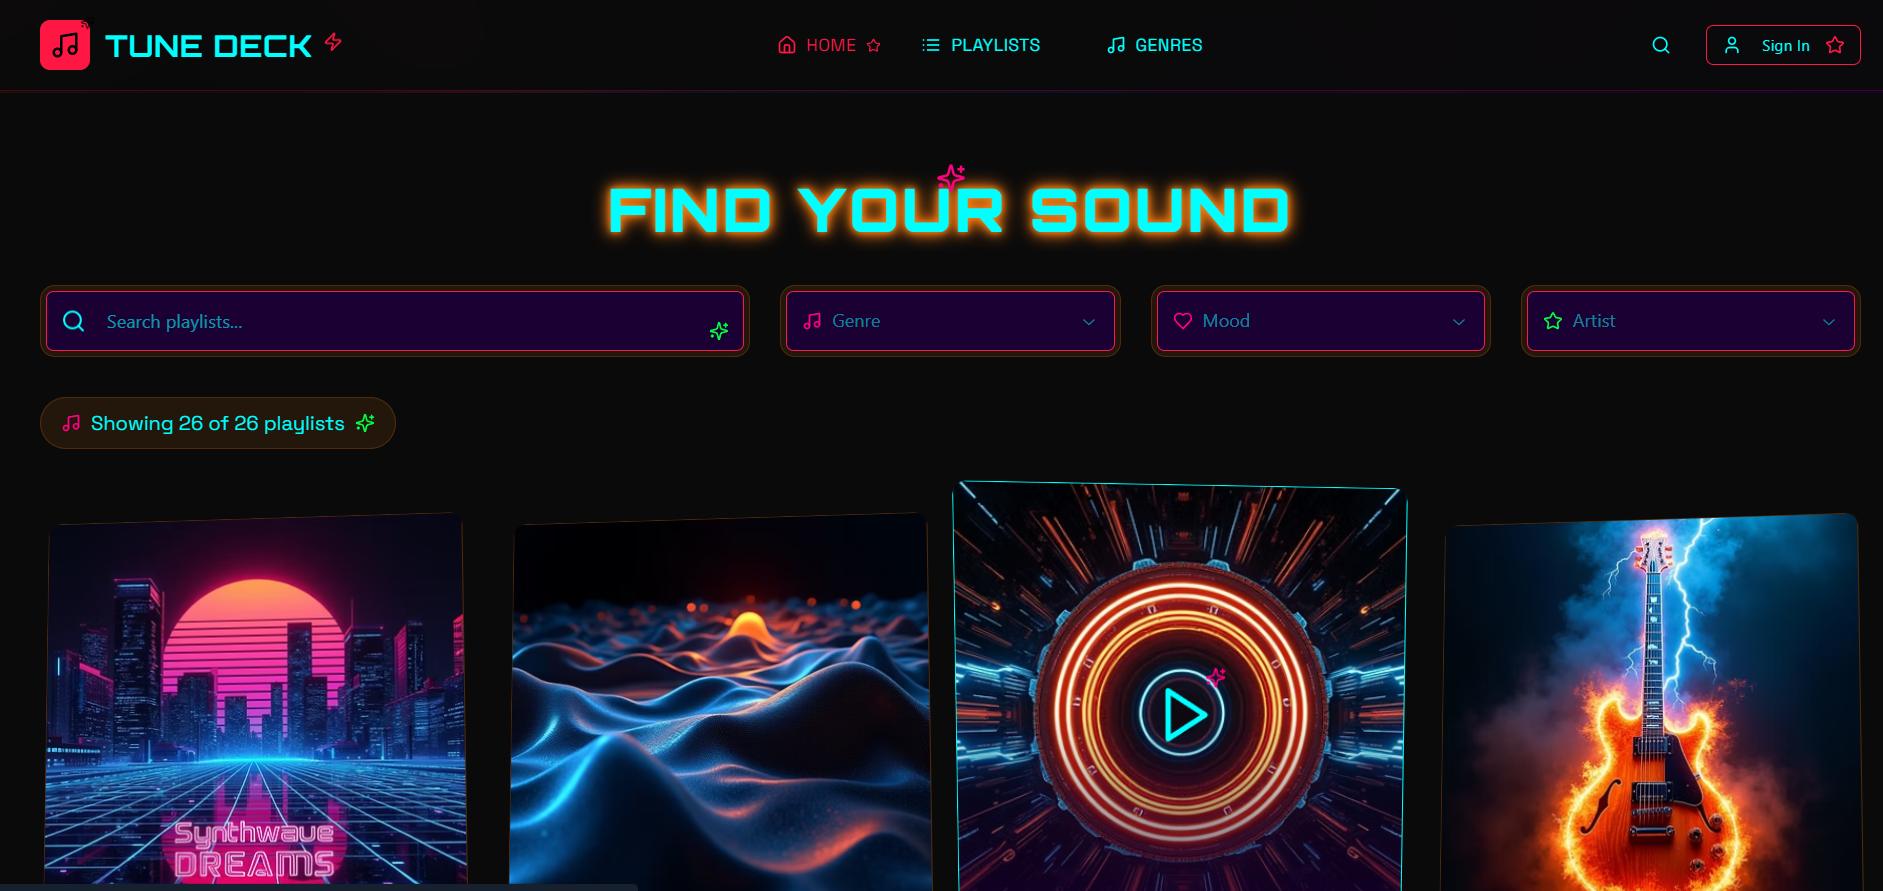 TUNE DECK
HOME
PLAYLISTS
GENRES
Sign In
FIND YOUR SOUND
Search playlists...
Genre
Mood
Artist
Showing 26 of 26 playlists
Synthwave
DREAMS